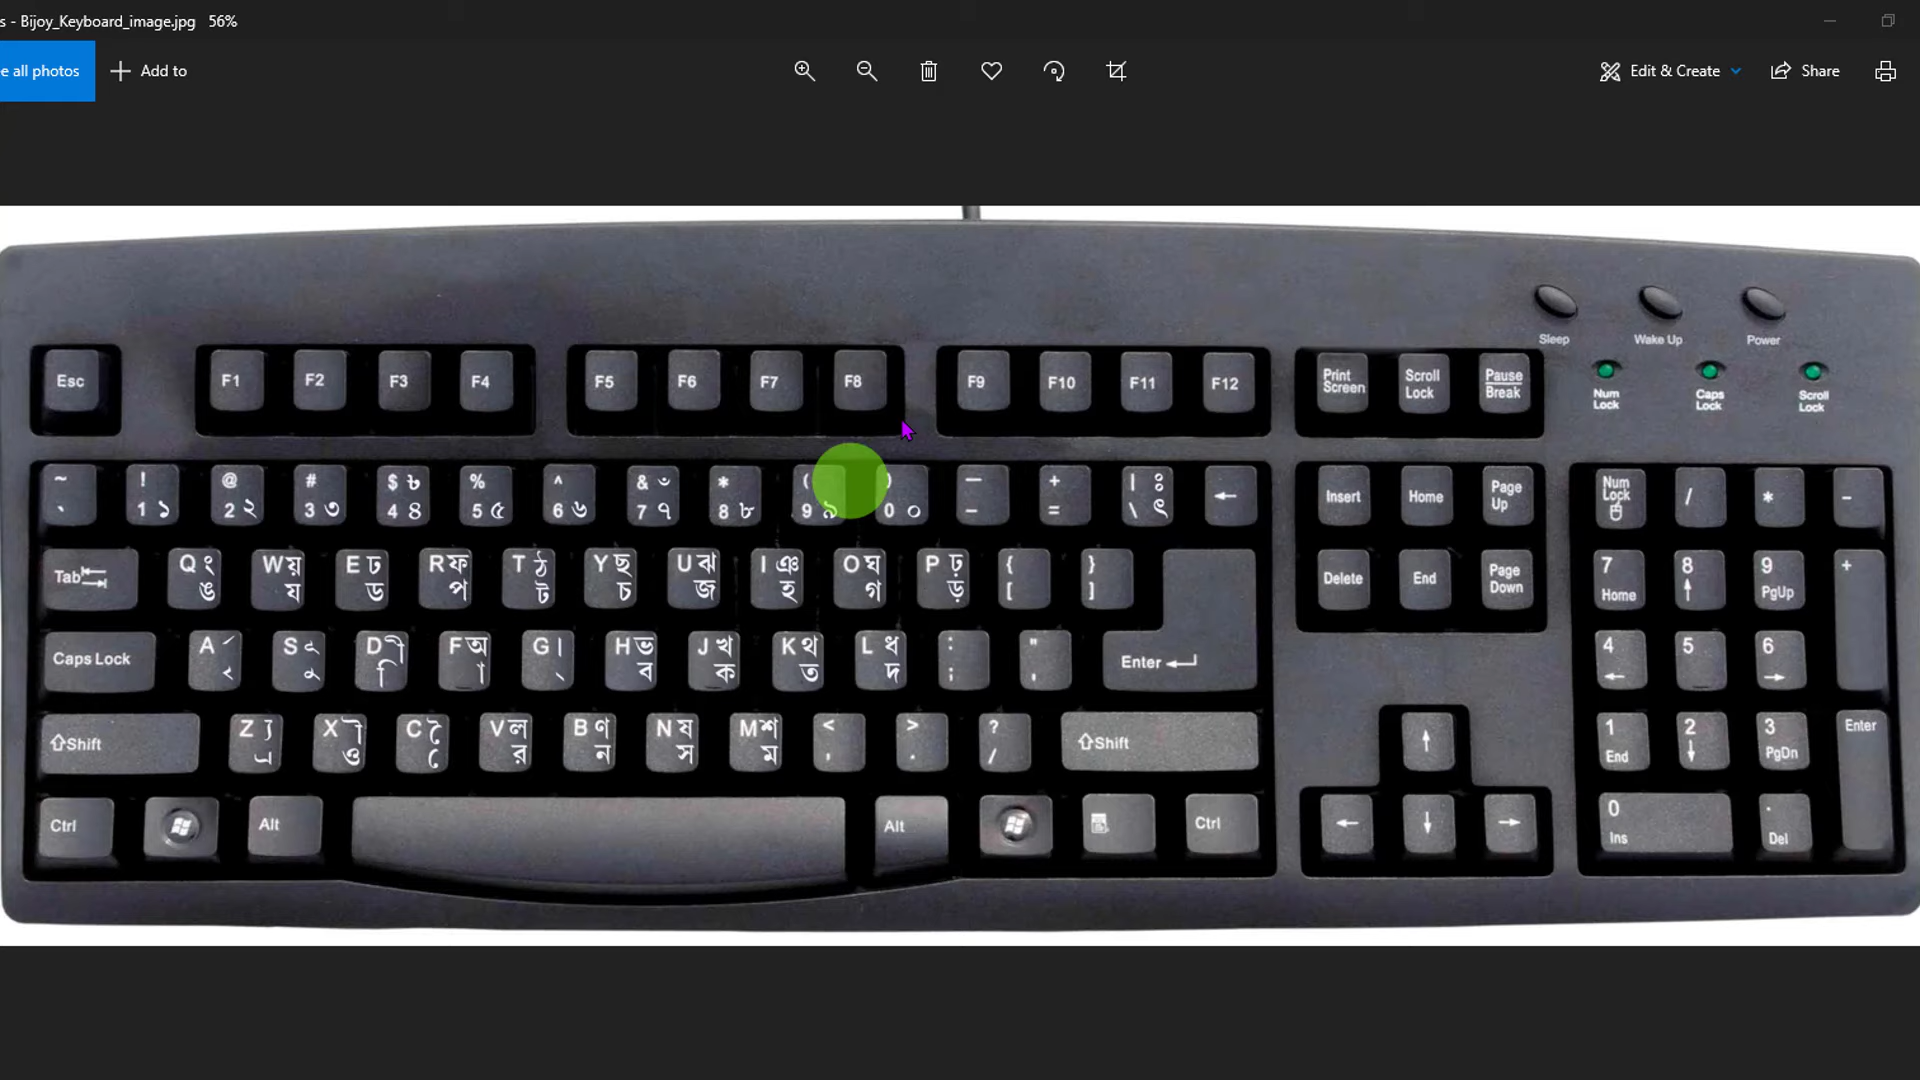 s - Bijoy_Keyboard_image.jpg 56%
e all photos Add to Edit & Create Share
Sleep Wake Up Power
Num Lock Caps Lock Scroll Lock
Esc F1 F2 F3 F4 F5 F6 F7 F8 F9 F10 F11 F12 Print Screen Scroll Lock Pause Break
~ ` ! 1 ১ @ 2 ২ # 3 ৩ $ ৳ 4 ৪ % 5 ৫ ^ 6 ৬ & ঁ 7 ৭ * 8 ৮ ( 9 ৯ ) 0 ০ — – + = | ঃ \ ৎ ← Insert Home Page Up Num Lock / * -
Tab Q ং ঙ W য় য E ঢ ড R ফ প T ঠ ট Y ছ চ U ঝ জ I ঞ হ O ঘ গ P ঢ় ড় { [ } ] Delete End Page Down 7 Home 8 ↑ 9 PgUp +
Caps Lock A র্ ৃ S ূ ু D ী ি F অ া G । ্ H ভ ব J খ ক K থ ত L ধ দ : ; " ' Enter 4 ← 5 6 →
⇧Shift Z ্য ্র X ৗ ও C ৈ ে V ল র B ণ ন N ষ স M শ ম < , > . ? / ⇧Shift ↑ 1 End 2 ↓ 3 PgDn Enter
Ctrl Alt Alt Ctrl ← ↓ → 0 Ins . Del